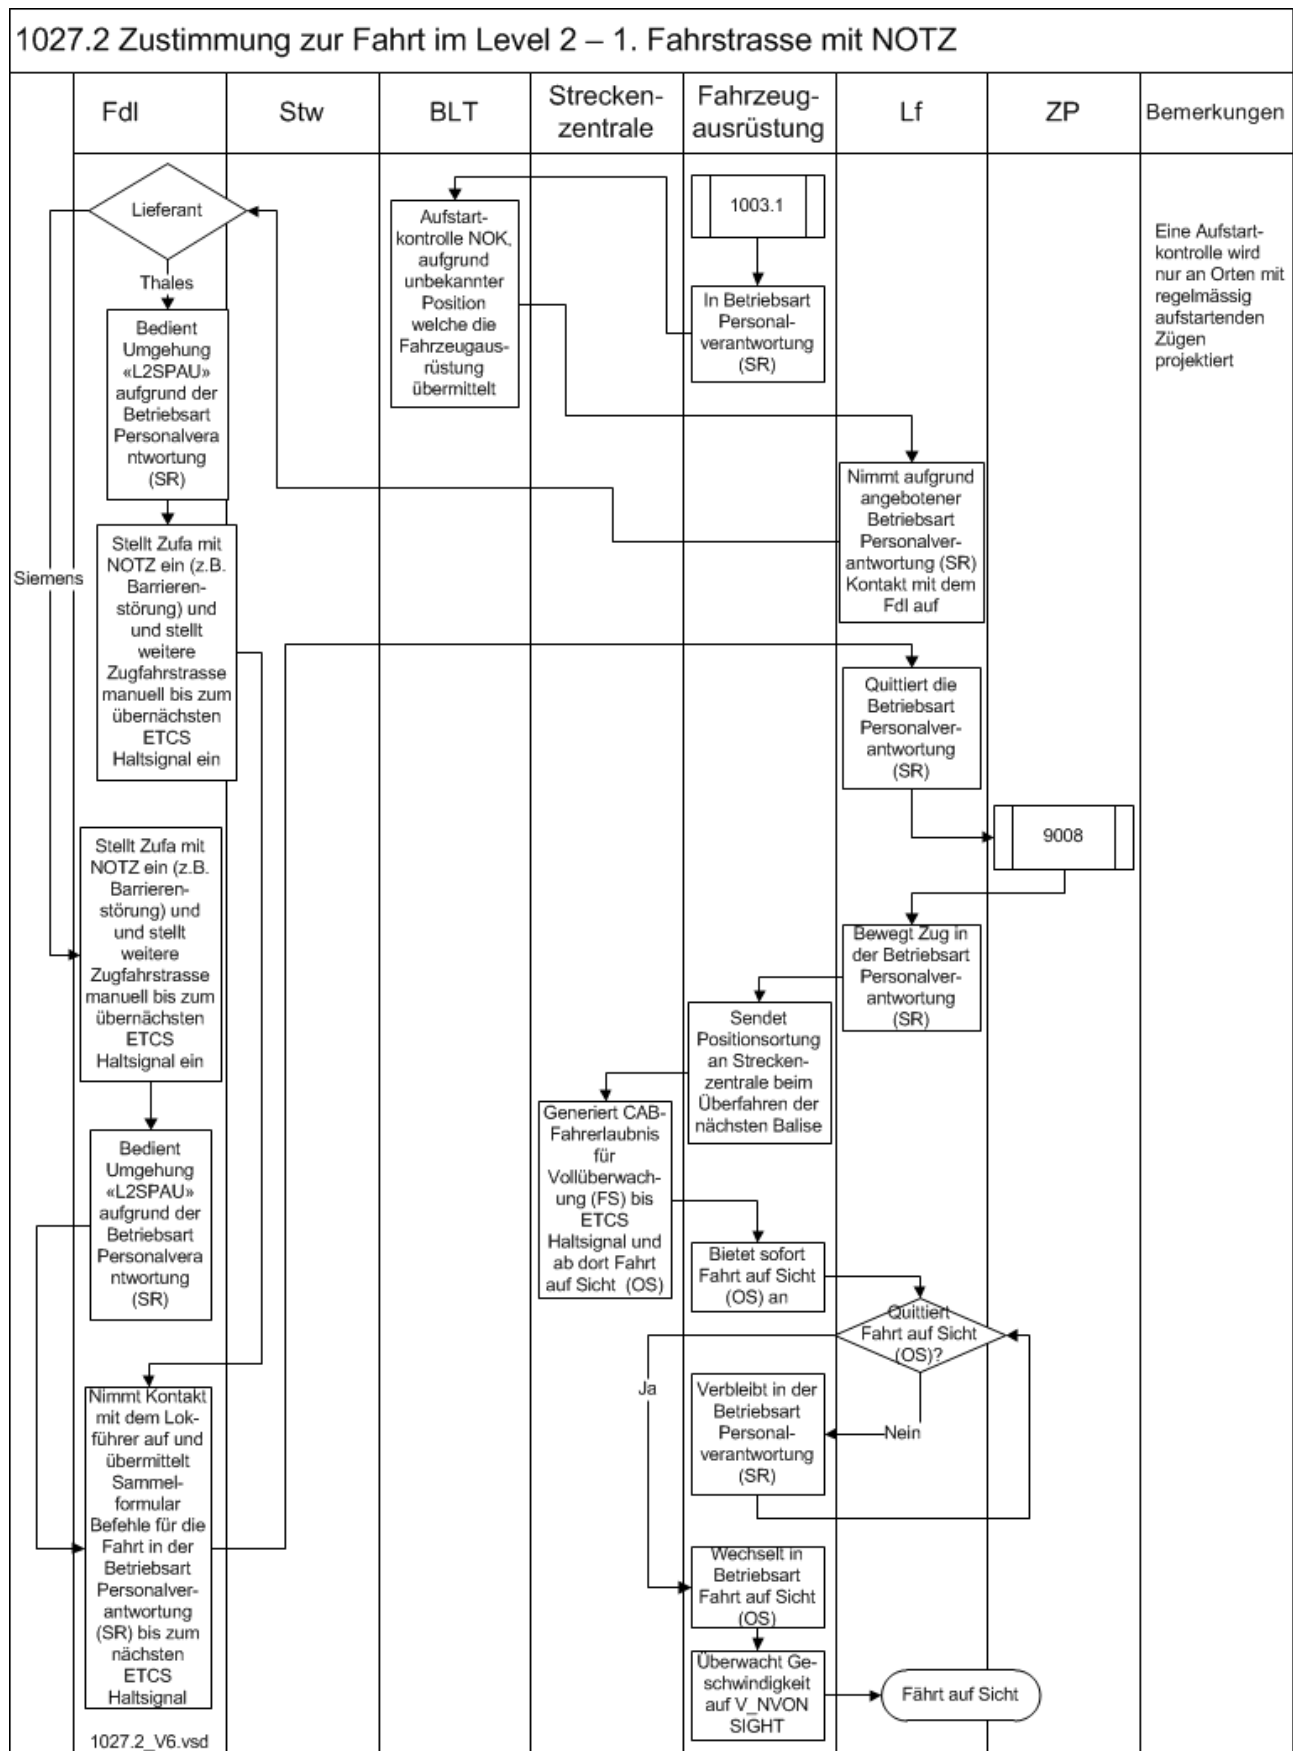 1027.2 Zustimmung zur Fahrt im Level 2 – 1. Fahrstrasse mit NOTZ
Fdl
Stw
BLT
Strecken-
zentrale
Fahrzeug-
ausrüstung
Lf
ZP
Bemerkungen
Lieferant
Thales
Siemens
Bedient
Umgehung
«L2SPAU»
aufgrund der
Betriebsart
Personalvera
ntwortung
(SR)
Stellt Zufa mit
NOTZ ein (z.B.
Barrieren-
störung) und
und stellt
weitere
Zugfahrstrasse
manuell bis zum
übernächsten
ETCS
Haltsignal ein
Stellt Zufa mit
NOTZ ein (z.B.
Barrieren-
störung) und
und stellt
weitere
Zugfahrstrasse
manuell bis zum
übernächsten
ETCS
Haltsignal ein
Bedient
Umgehung
«L2SPAU»
aufgrund der
Betriebsart
Personalvera
ntwortung
(SR)
Nimmt Kontakt
mit dem Lok-
führer auf und
übermittelt
Sammel-
formular
Befehle für die
Fahrt in der
Betriebsart
Personalver-
antwortung
(SR) bis zum
nächsten
ETCS
Haltsignal
1027.2_V6.vsd
Aufstart-
kontrolle NOK,
aufgrund
unbekannter
Position
welche die
Fahrzeugaus-
rüstung
übermittelt
1003.1
In Betriebsart
Personal-
verantwortung
(SR)
Nimmt aufgrund
angebotener
Betriebsart
Personalver-
antwortung (SR)
Kontakt mit dem
Fdl auf
Quittiert die
Betriebsart
Personalver-
antwortung
(SR)
9008
Bewegt Zug in
der Betriebsart
Personalver-
antwortung
(SR)
Sendet
Positionsortung
an Strecken-
zentrale beim
Überfahren der
nächsten Balise
Generiert CAB-
Fahrerlaubnis
für
Vollüberwach-
ung (FS) bis
ETCS
Haltsignal und
ab dort Fahrt
auf Sicht (OS)
Bietet sofort
Fahrt auf Sicht
(OS) an
Quittiert
Fahrt auf Sicht
(OS)?
Ja
Nein
Verbleibt in der
Betriebsart
Personal-
verantwortung
(SR)
Wechselt in
Betriebsart
Fahrt auf Sicht
(OS)
Überwacht Ge-
schwindigkeit
auf V_NVON
SIGHT
Fährt auf Sicht
Eine Aufstart-
kontrolle wird
nur an Orten mit
regelmässig
aufstartenden
Zügen
projektiert